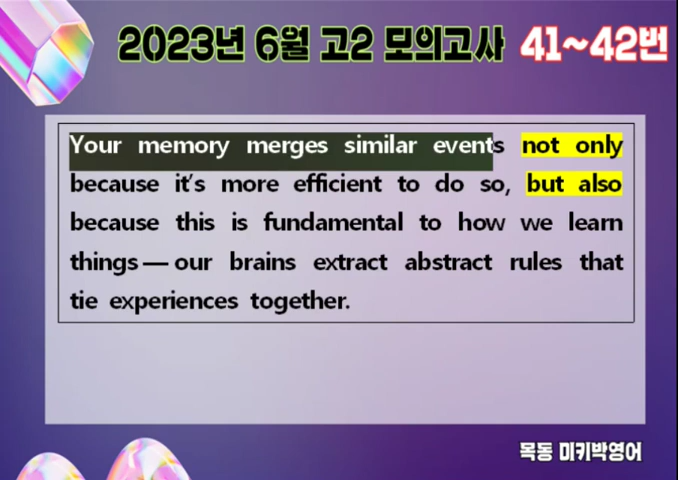 2023년 6월 고2 모의고사 41~42번
Your memory merges similar events not only
because it's more efficient to do so, but also
because this is fundamental to how we learn
things — our brains extract abstract rules that
tie experiences together.
목동 미키박영어